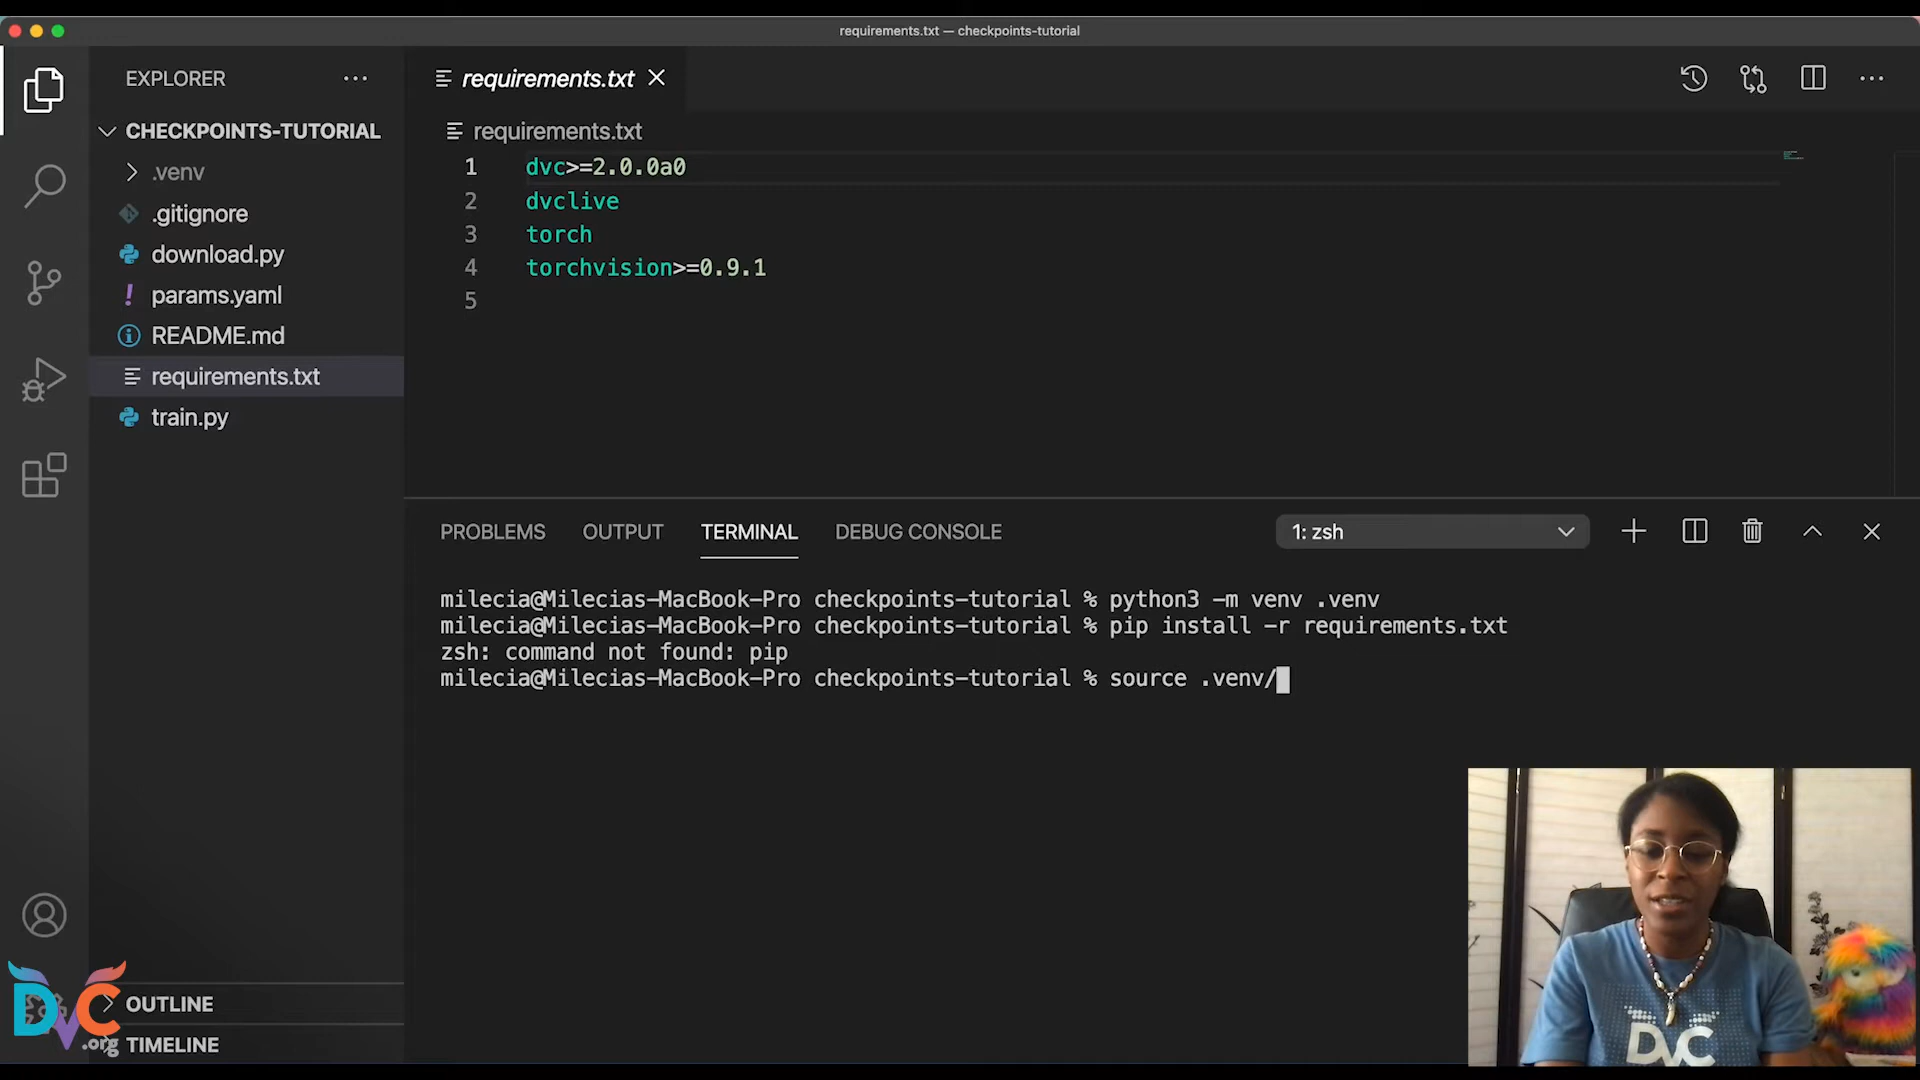 requirements.txt — checkpoints-tutorial
EXPLORER
CHECKPOINTS-TUTORIAL
.venv
.gitignore
download.py
params.yaml
README.md
requirements.txt
train.py
OUTLINE
TIMELINE
requirements.txt
requirements.txt
1 dvc>=2.0.0a0
2 dvclive
3 torch
4 torchvision>=0.9.1
5
PROBLEMS OUTPUT TERMINAL DEBUG CONSOLE 1: zsh
milecia@Milecias-MacBook-Pro checkpoints-tutorial % python3 -m venv .venv
milecia@Milecias-MacBook-Pro checkpoints-tutorial % pip install -r requirements.txt
zsh: command not found: pip
milecia@Milecias-MacBook-Pro checkpoints-tutorial % source .venv/
DVC
.org
DVC